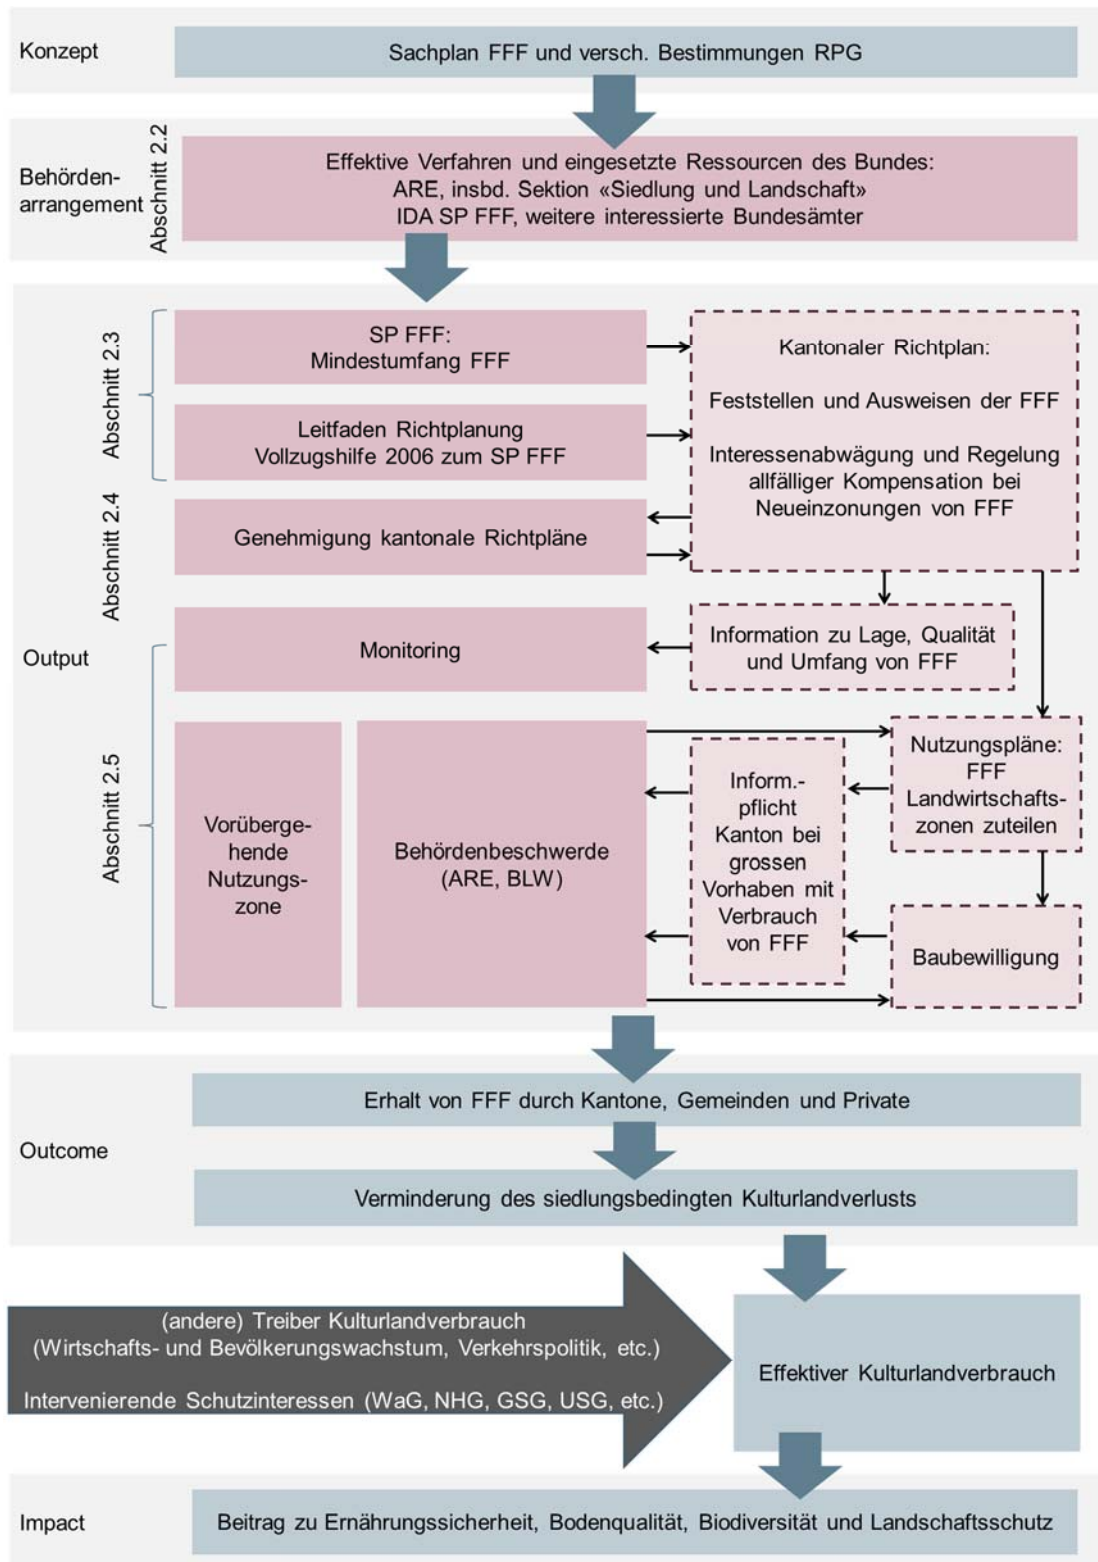 Konzept
Sachplan FFF und versch. Bestimmungen RPG
Behörden-
arrangement
Abschnitt 2.2
Effektive Verfahren und eingesetzte Ressourcen des Bundes:
ARE, insbd. Sektion «Siedlung und Landschaft»
IDA SP FFF, weitere interessierte Bundesämter
Output
Abschnitt 2.3
SP FFF:
Mindestumfang FFF
Leitfaden Richtplanung
Vollzugshilfe 2006 zum SP FFF
Kantonaler Richtplan:
Feststellen und Ausweisen der FFF
Interessenabwägung und Regelung
allfälliger Kompensation bei
Neueinzonungen von FFF
Abschnitt 2.4
Genehmigung kantonale Richtpläne
Abschnitt 2.5
Monitoring
Information zu Lage, Qualität
und Umfang von FFF
Vorüberge-
hende
Nutzungs-
zone
Behördenbeschwerde
(ARE, BLW)
Inform.-
pflicht
Kanton bei
grossen
Vorhaben mit
Verbrauch
von FFF
Nutzungspläne:
FFF
Landwirtschafts-
zonen zuteilen
Baubewilligung
Outcome
Erhalt von FFF durch Kantone, Gemeinden und Private
Verminderung des siedlungsbedingten Kulturlandverlusts
(andere) Treiber Kulturlandverbrauch
(Wirtschafts- und Bevölkerungswachstum, Verkehrspolitik, etc.)
Intervenierende Schutzinteressen (WaG, NHG, GSG, USG, etc.)
Effektiver Kulturlandverbrauch
Impact
Beitrag zu Ernährungssicherheit, Bodenqualität, Biodiversität und Landschaftsschutz